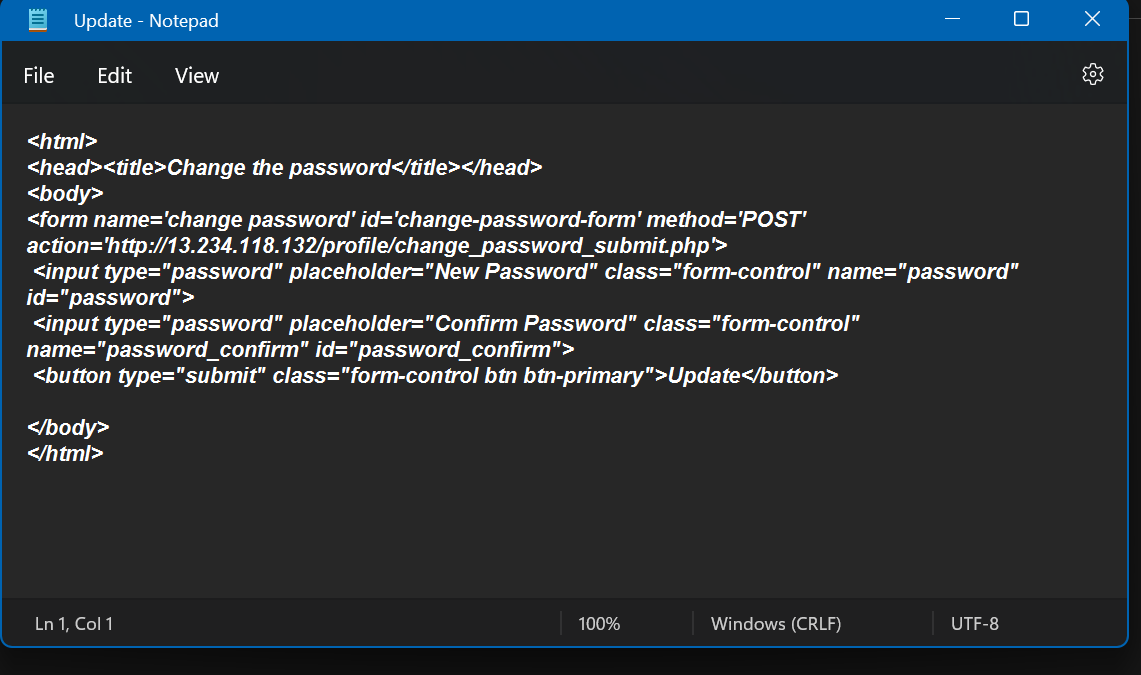 Update - Notepad
File Edit View
<html>
<head><title>Change the password</title></head>
<body>
<form name='change password' id='change-password-form' method='POST'
action='http://13.234.118.132/profile/change_password_submit.php'>
<input type="password" placeholder="New Password" class="form-control" name="password"
id="password">
<input type="password" placeholder="Confirm Password" class="form-control"
name="password_confirm" id="password_confirm">
<button type="submit" class="form-control btn btn-primary">Update</button>
</body>
</html>
Ln 1, Col 1 100% Windows (CRLF) UTF-8